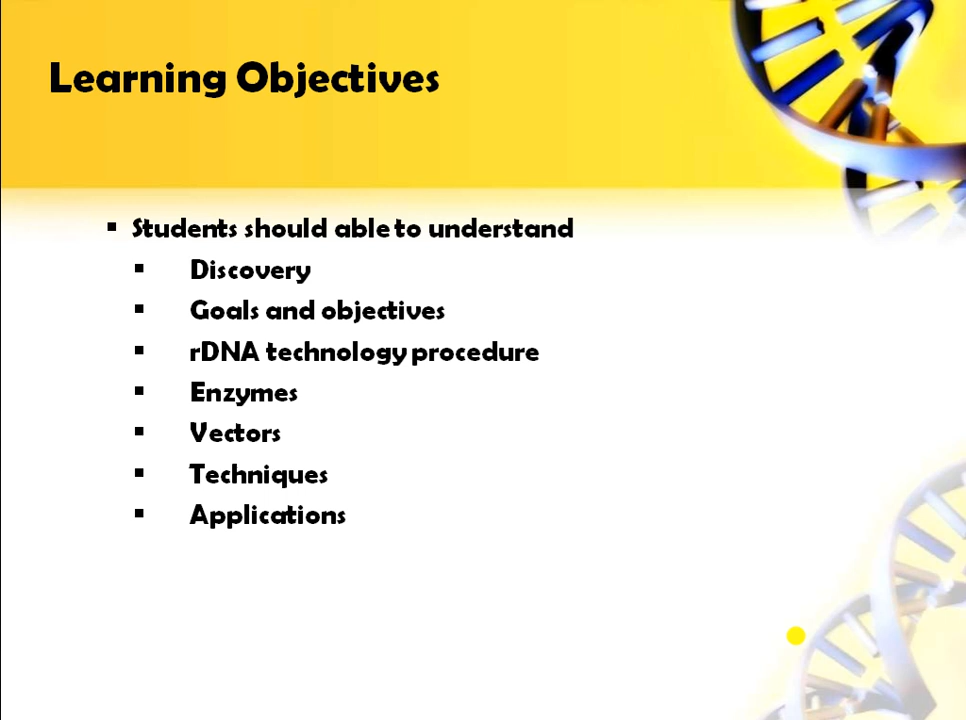 Learning Objectives
▪ Students should able to understand
▪ Discovery
▪ Goals and objectives
▪ rDNA technology procedure
▪ Enzymes
▪ Vectors
▪ Techniques
▪ Applications